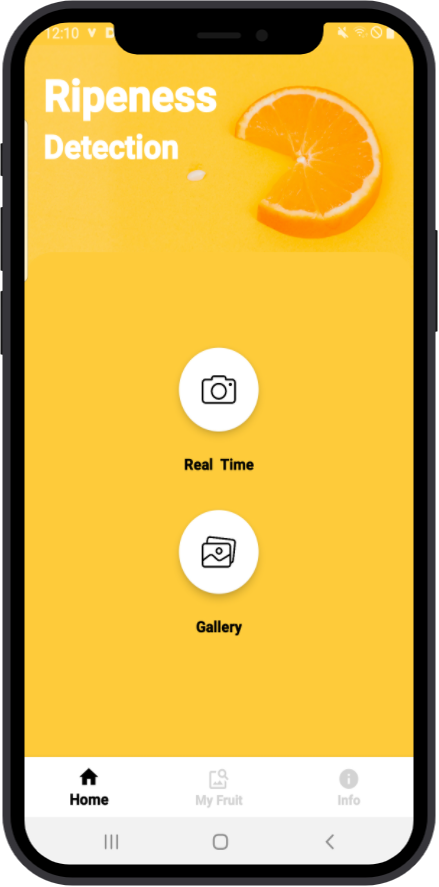 12:10
Ripeness
Detection
Real Time
Gallery
Home
My Fruit
Info